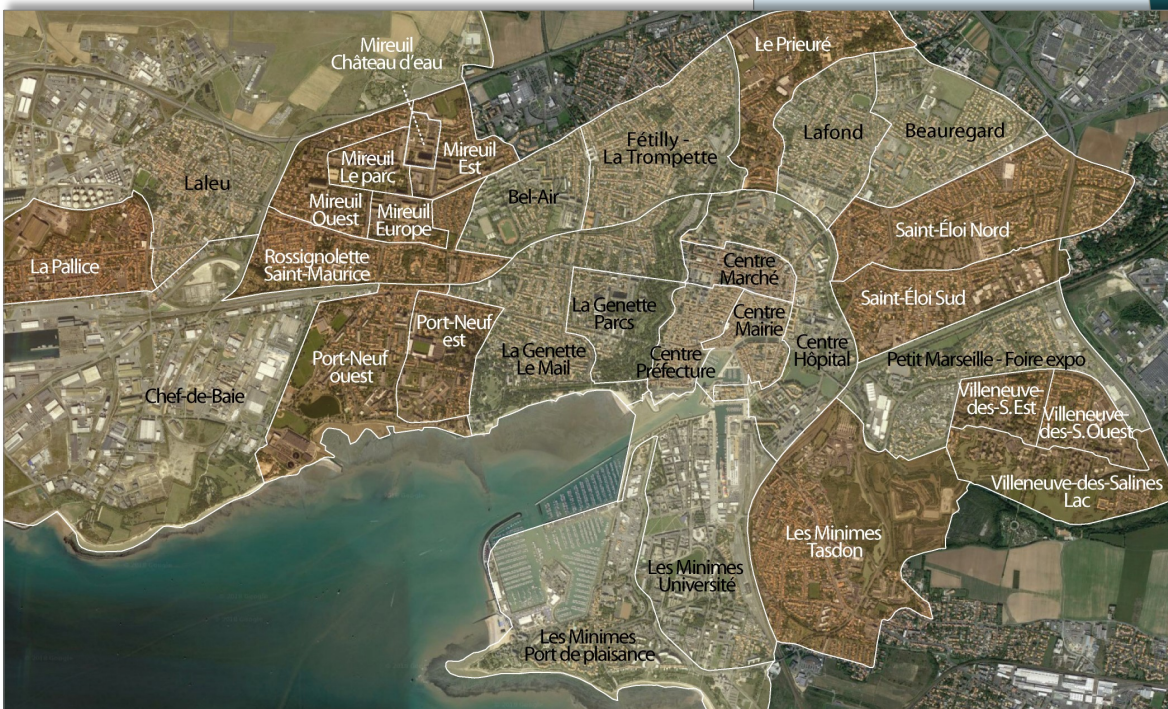 Mireuil
Château d'eau
Le Prieuré
Mireuil
Le parc
Mireuil
Est
Fétilly -
La Trompette
Lafond
Beauregard
Laleu
Bel-Air
Mireuil
Ouest
Mireuil
Europe
La Pallice
Rossignolette
Saint-Maurice
Centre
Marché
Saint-Éloi Nord
Saint-Éloi Sud
Port-Neuf
ouest
Port-Neuf
est
La Genette
Parcs
La Genette
Le Mail
Centre
Préfecture
Centre
Mairie
Centre
Hôpital
Petit Marseille - Foire expo
Chef-de-Baie
Villeneuve-
des-S. Est
Villeneuve-
des-S. Ouest
Villeneuve-des-Salines
Lac
Les Minimes
Tasdon
Les Minimes
Université
Les Minimes
Port de plaisance